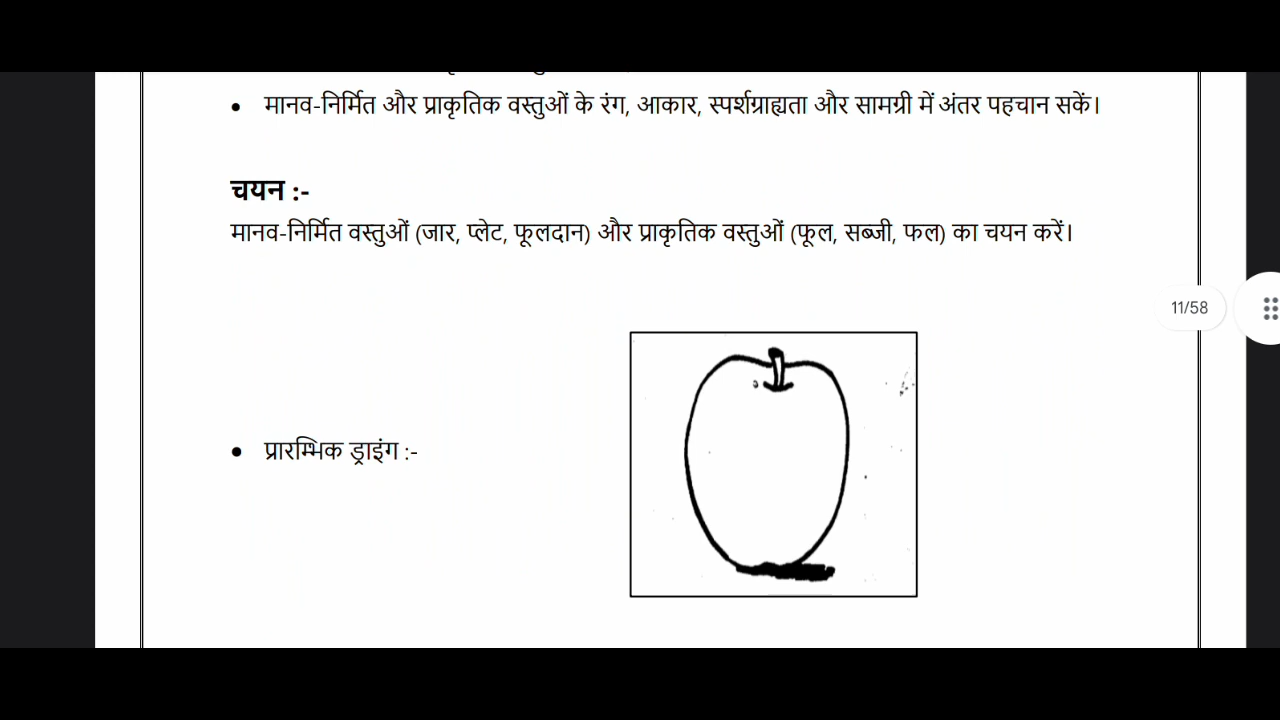 • मानव-निर्मित और प्राकृतिक वस्तुओं के रंग, आकार, स्पर्शग्राह्यता और सामग्री में अंतर पहचान सकें।
चयन :-
मानव-निर्मित वस्तुओं (जार, प्लेट, फूलदान) और प्राकृतिक वस्तुओं (फूल, सब्जी, फल) का चयन करें।
11/58
• प्रारम्भिक ड्राइंग :-